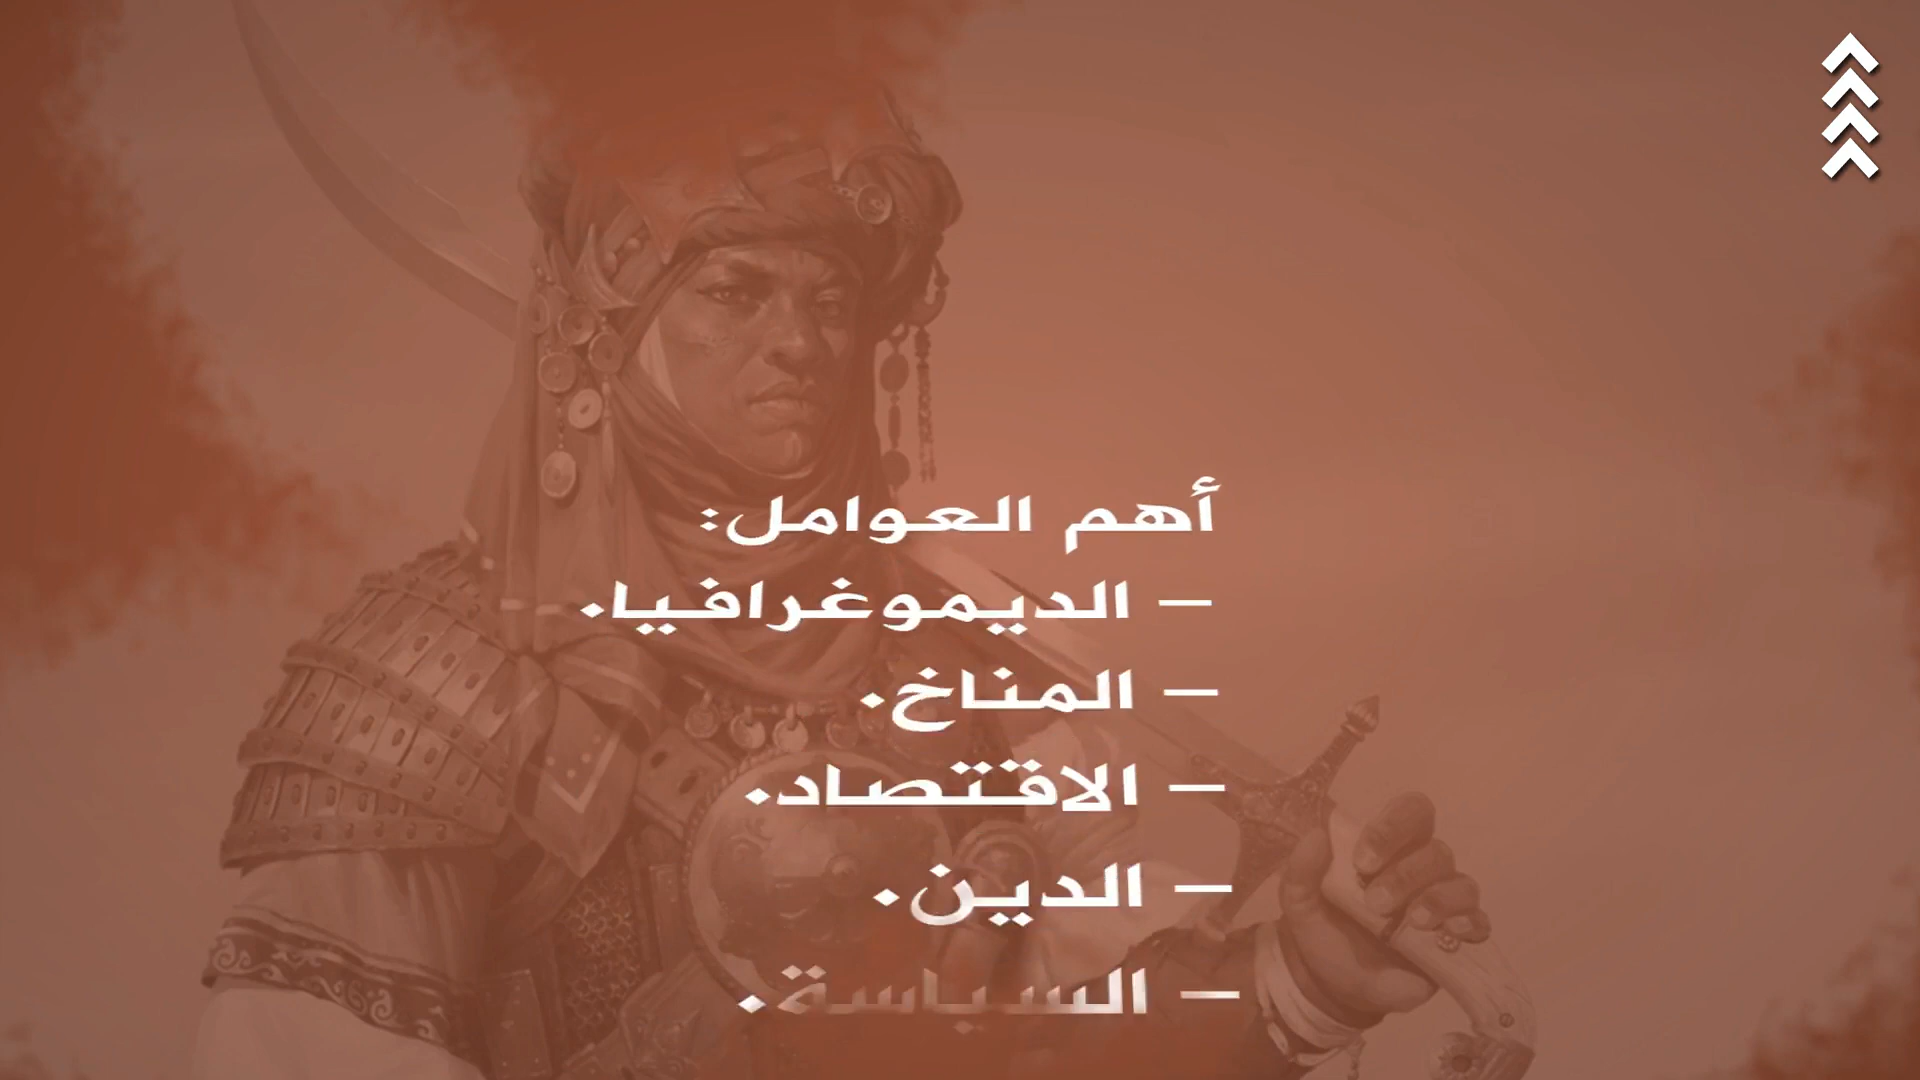 أهم العوامل:
– الديموغرافيا.
– المناخ.
– الاقتصاد.
– الدين.
– السياسة.